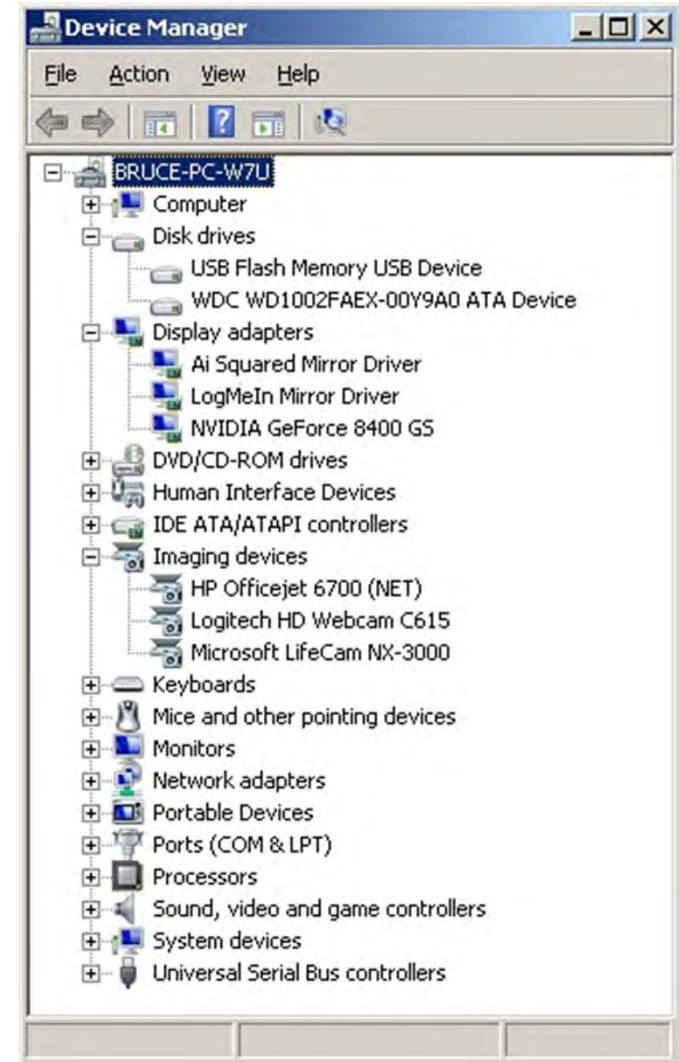 Device Manager
File Action View Help
BRUCE-PC-W7U
Computer
Disk drives
USB Flash Memory USB Device
WDC WD1002FAEX-00Y9A0 ATA Device
Display adapters
Ai Squared Mirror Driver
LogMeIn Mirror Driver
NVIDIA GeForce 8400 GS
DVD/CD-ROM drives
Human Interface Devices
IDE ATA/ATAPI controllers
Imaging devices
HP Officejet 6700 (NET)
Logitech HD Webcam C615
Microsoft LifeCam NX-3000
Keyboards
Mice and other pointing devices
Monitors
Network adapters
Portable Devices
Ports (COM & LPT)
Processors
Sound, video and game controllers
System devices
Universal Serial Bus controllers